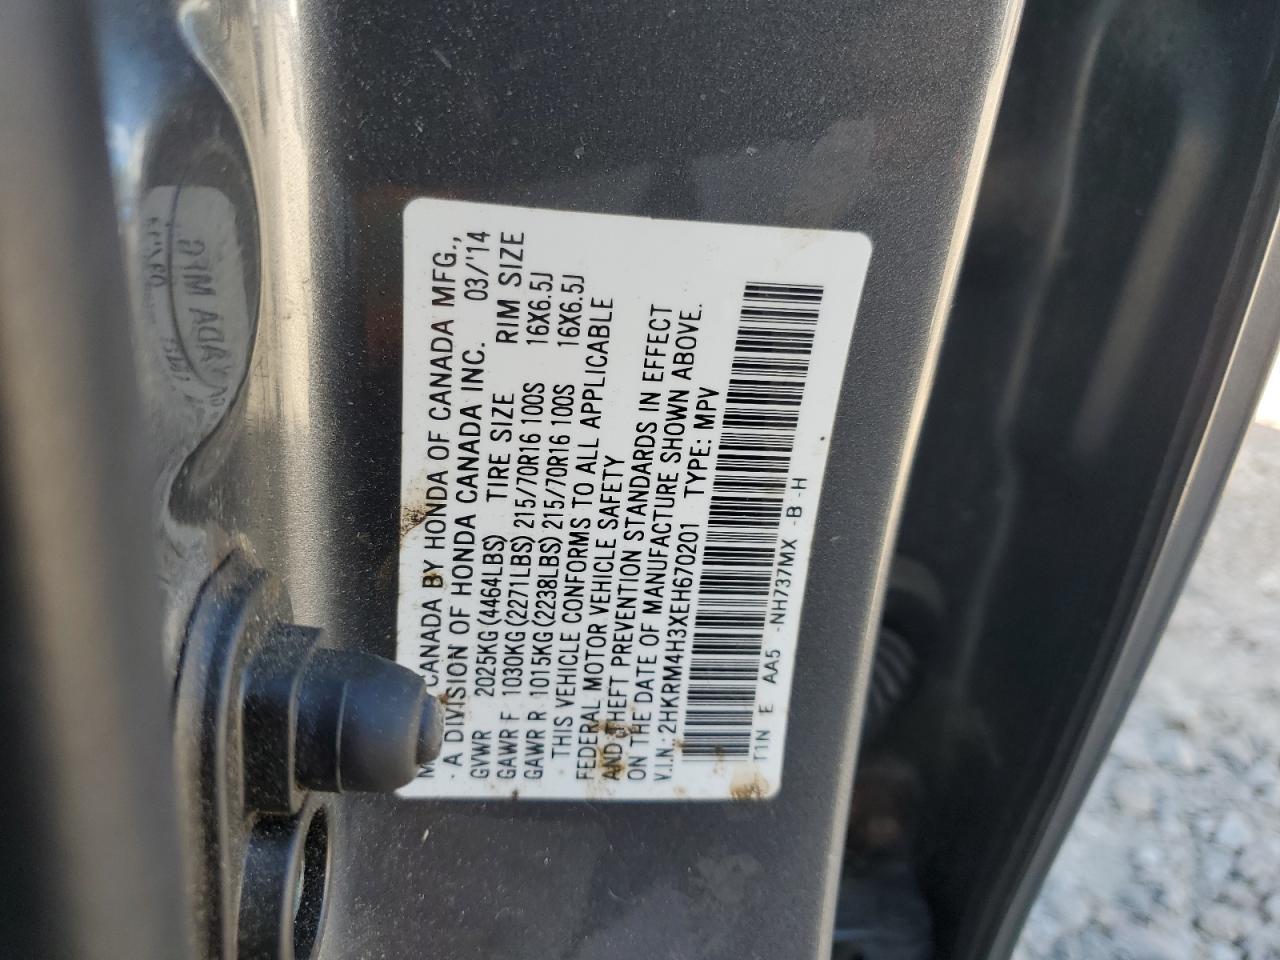 CANADA BY HONDA OF CANADA MFG.,
- A DIVISION OF HONDA CANADA INC. 03/'14
GVWR 2025KG(4464LBS) TIRE SIZE RIM SIZE
GAWR F 1030KG(2271LBS) 215/70R16 100S 16X6.5J
GAWR R 1015KG(2238LBS) 215/70R16 100S 16X6.5J
THIS VEHICLE CONFORMS TO ALL APPLICABLE
FEDERAL MOTOR VEHICLE SAFETY
AND THEFT PREVENTION STANDARDS IN EFFECT
ON THE DATE OF MANUFACTURE SHOWN ABOVE.
V.I.N.:2HKRM4H3XEH670201 TYPE: MPV
T1N E AA5 -NH737MX -B -H